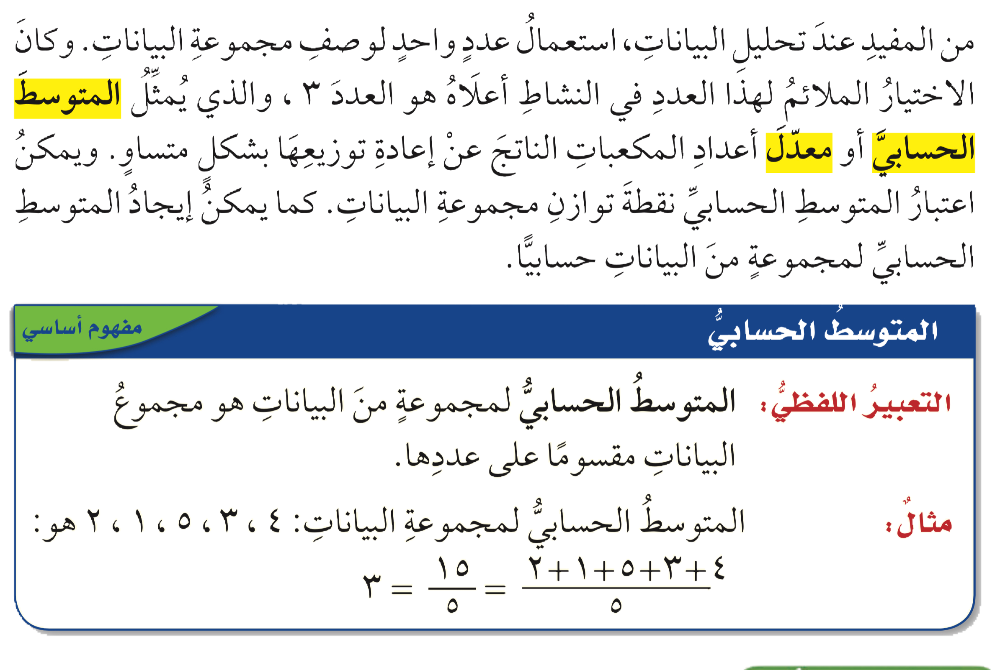 من المفيدِ عندَ تحليلِ البياناتِ، استعمالُ عددٍ واحدٍ لوصفِ مجموعةِ البياناتِ. وكانَ
الاختيارُ الملائمُ لهذَا العددِ في النشاطِ أعلَاهُ هو العددَ ٣ ، والذي يُمثِّلُ المتوسطَ
الحسابيَّ أو معدّلَ أعدادِ المكعباتِ الناتجَ عنْ إعادةِ توزيعِهَا بشكلٍ متساوٍ. ويمكنُ
اعتبارُ المتوسطِ الحسابيِّ نقطةَ توازنِ مجموعةِ البياناتِ. كما يمكنُ إيجادُ المتوسطِ
الحسابيِّ لمجموعةٍ منَ البياناتِ حسابيًّا.
المتوسطُ الحسابيُّ مفهوم أساسي
التعبيرُ اللفظيُّ: المتوسطُ الحسابيُّ لمجموعةٍ منَ البياناتِ هو مجموعُ
البياناتِ مقسومًا على عددِها.
مثالٌ: المتوسطُ الحسابيُّ لمجموعةِ البياناتِ: ٤ ، ٣ ، ٥ ، ١ ، ٢ هو:
٤+٣+٥+١+٢ / ٥ = ١٥ / ٥ = ٣